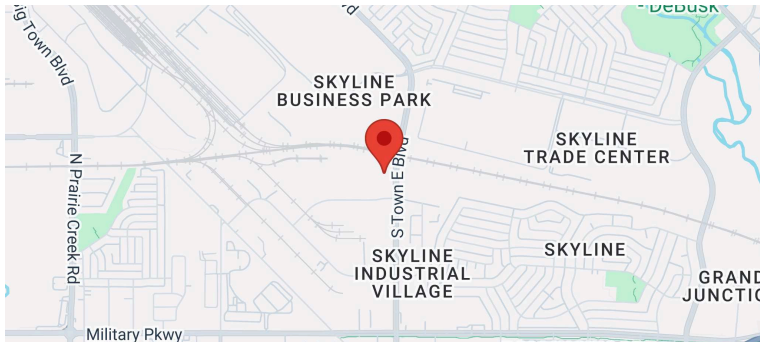 - DeBusk
Big Town Blvd
SKYLINE
BUSINESS PARK
SKYLINE
TRADE CENTER
N Prairie Creek Rd
S Town E Blvd
SKYLINE
INDUSTRIAL
VILLAGE
SKYLINE
GRAND
JUNCTIO
Military Pkwy